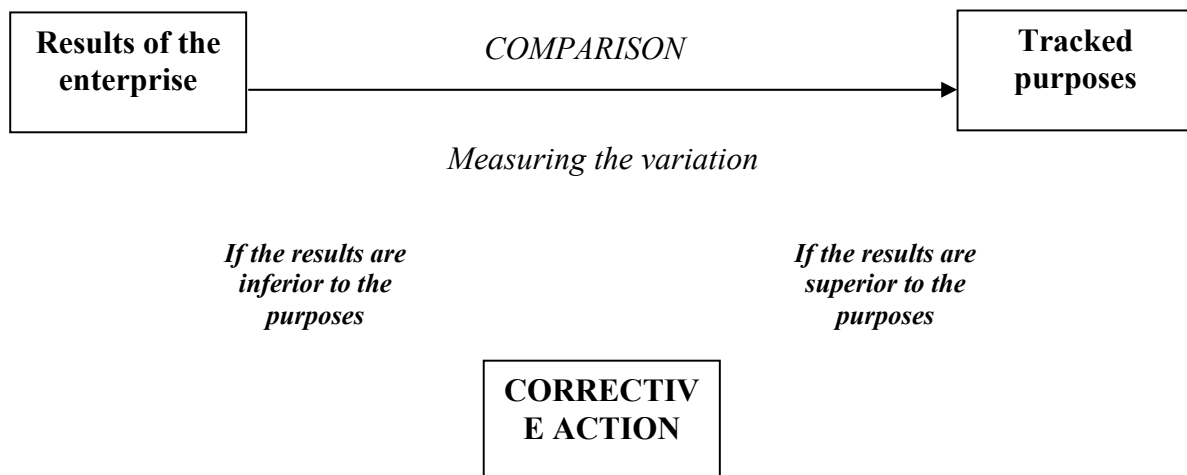 Results of the
enterprise
COMPARISON
Tracked
purposes
Measuring the variation
If the results are
inferior to the
purposes
If the results are
superior to the
purposes
CORRECTIV
E ACTION